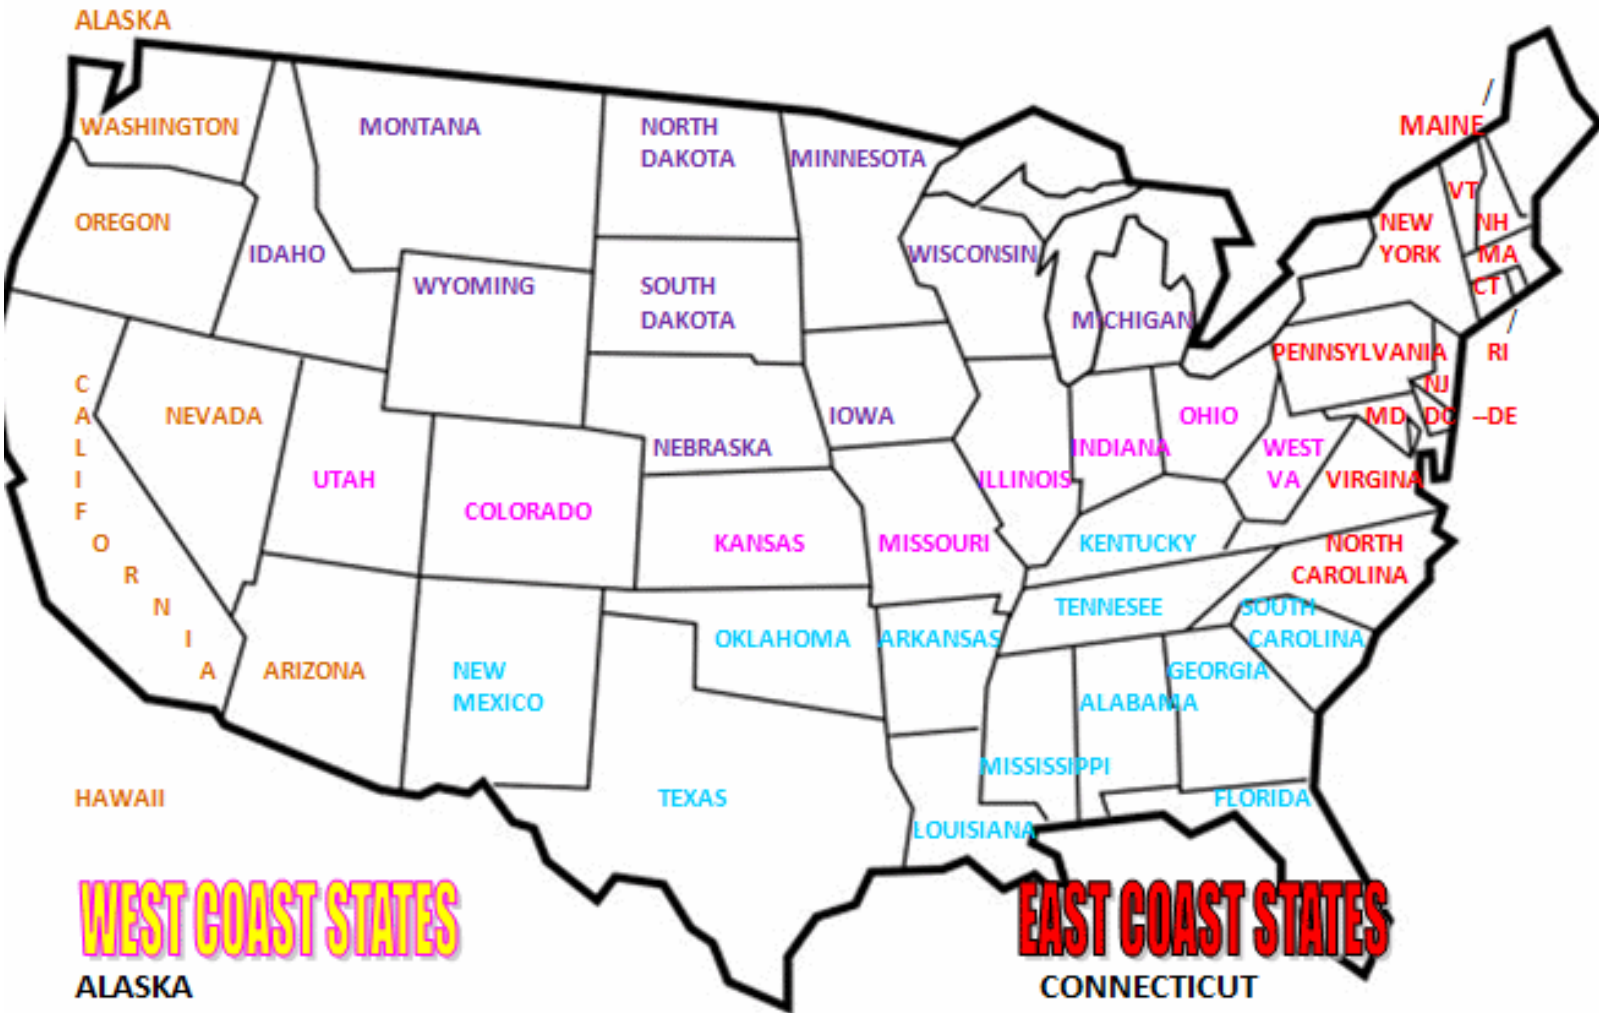 ALASKA
WASHINGTON
MONTANA
NORTH
DAKOTA
MINNESOTA
MAINE
/
OREGON
IDAHO
WYOMING
SOUTH
DAKOTA
WISCONSIN
MICHIGAN
NEW
YORK
VT
NH
MA
CT
/
RI
PENNSYLVANIA
NJ
MD
DC
--DE
C
A
L
I
F
O
R
N
I
A
NEVADA
UTAH
COLORADO
NEBRASKA
IOWA
KANSAS
MISSOURI
ILLINOIS
INDIANA
OHIO
WEST
VA
VIRGINA
KENTUCKY
NORTH
CAROLINA
TENNESEE
SOUTH
CAROLINA
ARIZONA
NEW
MEXICO
OKLAHOMA
ARKANSAS
GEORGIA
ALABAMA
MISSISSIPPI
HAWAII
TEXAS
LOUISIANA
FLORIDA
WEST COAST STATES
ALASKA
EAST COAST STATES
CONNECTICUT